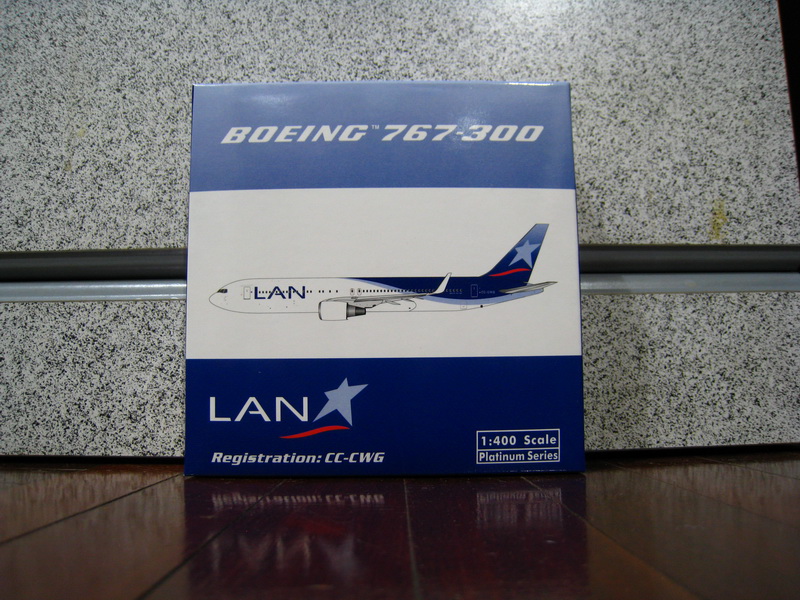 BOEING™ 767-300
LAN
LAN
Registration: CC-CWG
1:400 Scale
Platinum Series